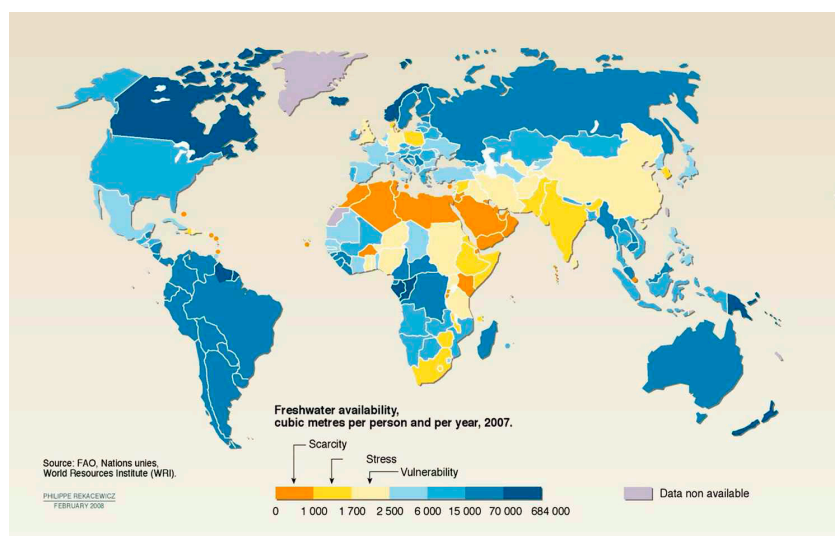 Freshwater availability,
cubic metres per person and per year, 2007.
Scarcity
Stress
Vulnerability
0 1 000 1 700 2 500 6 000 15 000 70 000 684 000
Data non available
Source: FAO, Nations unies,
World Resources Institute (WRI).
PHILIPPE REKACEWICZ
FEBRUARY 2008